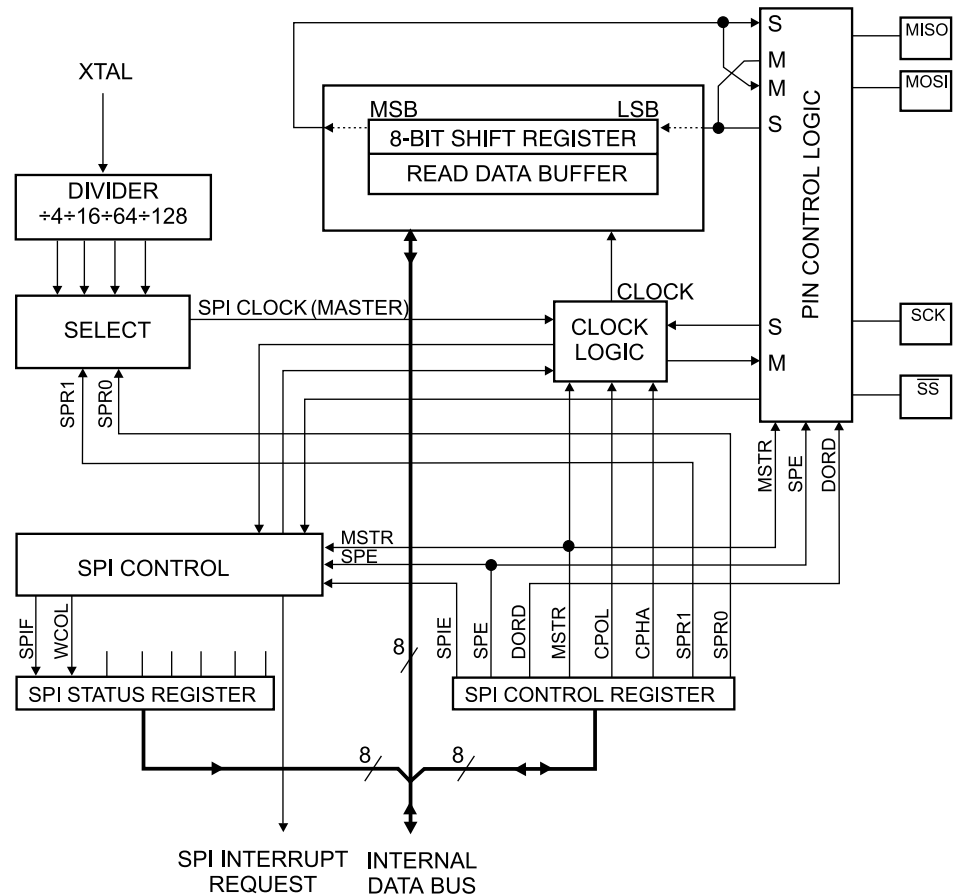 XTAL
DIVIDER
÷4÷16÷64÷128
SELECT
SPI CLOCK (MASTER)
SPR1
SPR0
MSB
LSB
8-BIT SHIFT REGISTER
READ DATA BUFFER
CLOCK
CLOCK
LOGIC
S
M
M
S
S
M
PIN CONTROL LOGIC
MISO
MOSI
SCK
SS
MSTR
SPE
DORD
SPI CONTROL
MSTR
SPE
SPIF
WCOL
SPI STATUS REGISTER
8
SPIE
SPE
DORD
MSTR
CPOL
CPHA
SPR1
SPR0
SPI CONTROL REGISTER
8
8
SPI INTERRUPT
REQUEST
INTERNAL
DATA BUS